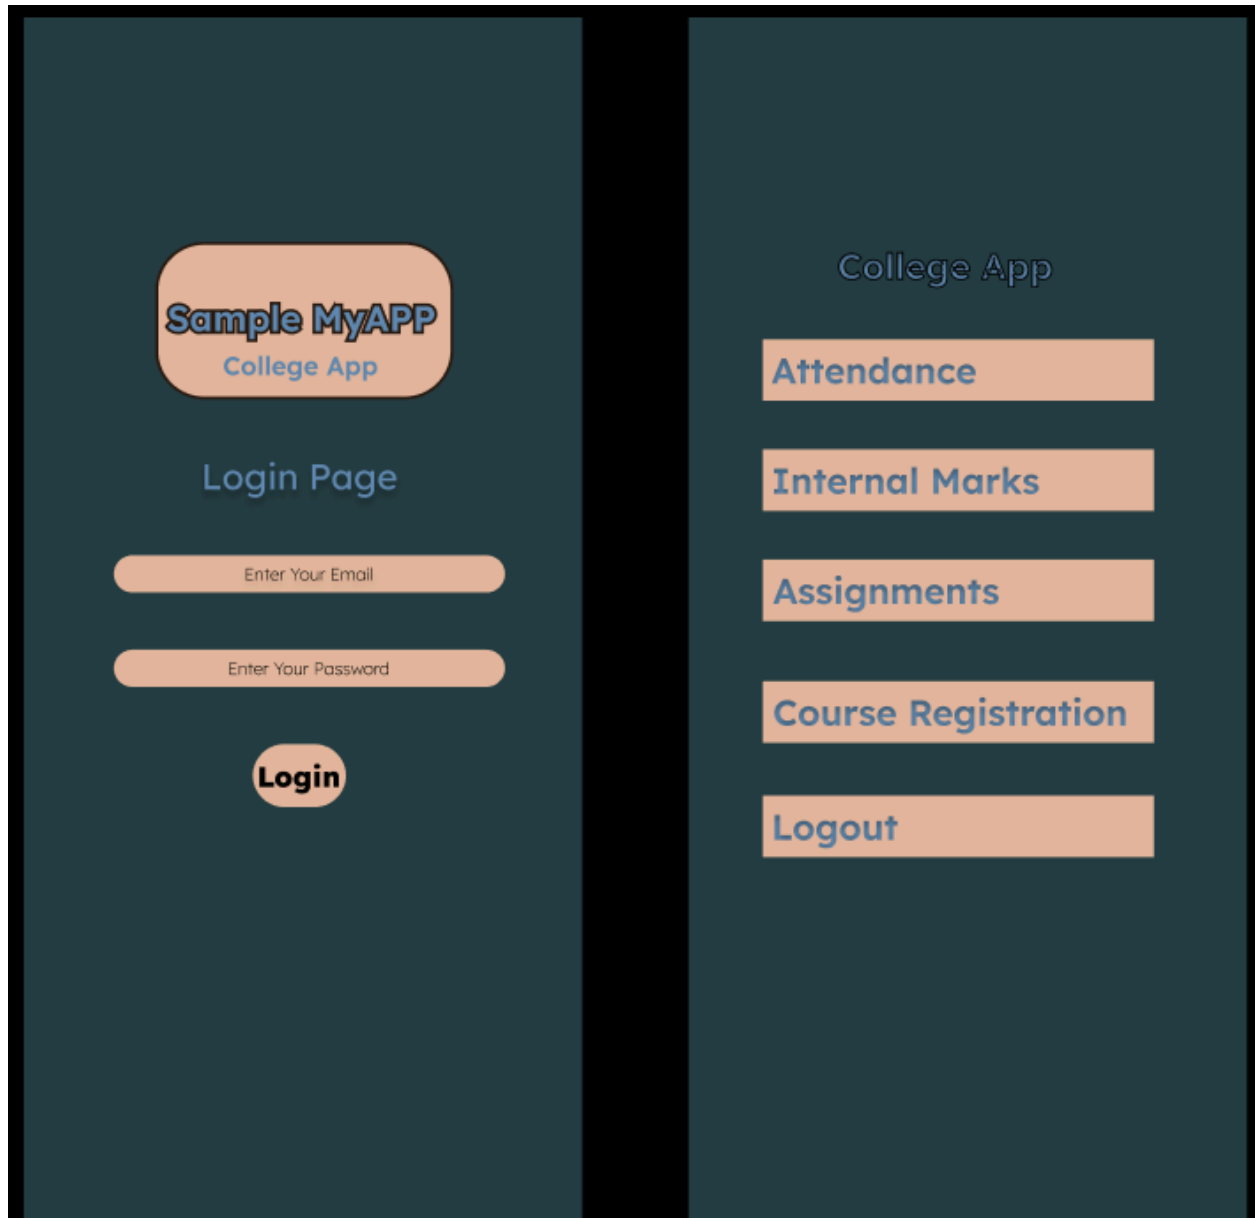 Sample MyAPP
College App
Login Page
Enter Your Email
Enter Your Password
Login
College App
Attendance
Internal Marks
Assignments
Course Registration
Logout